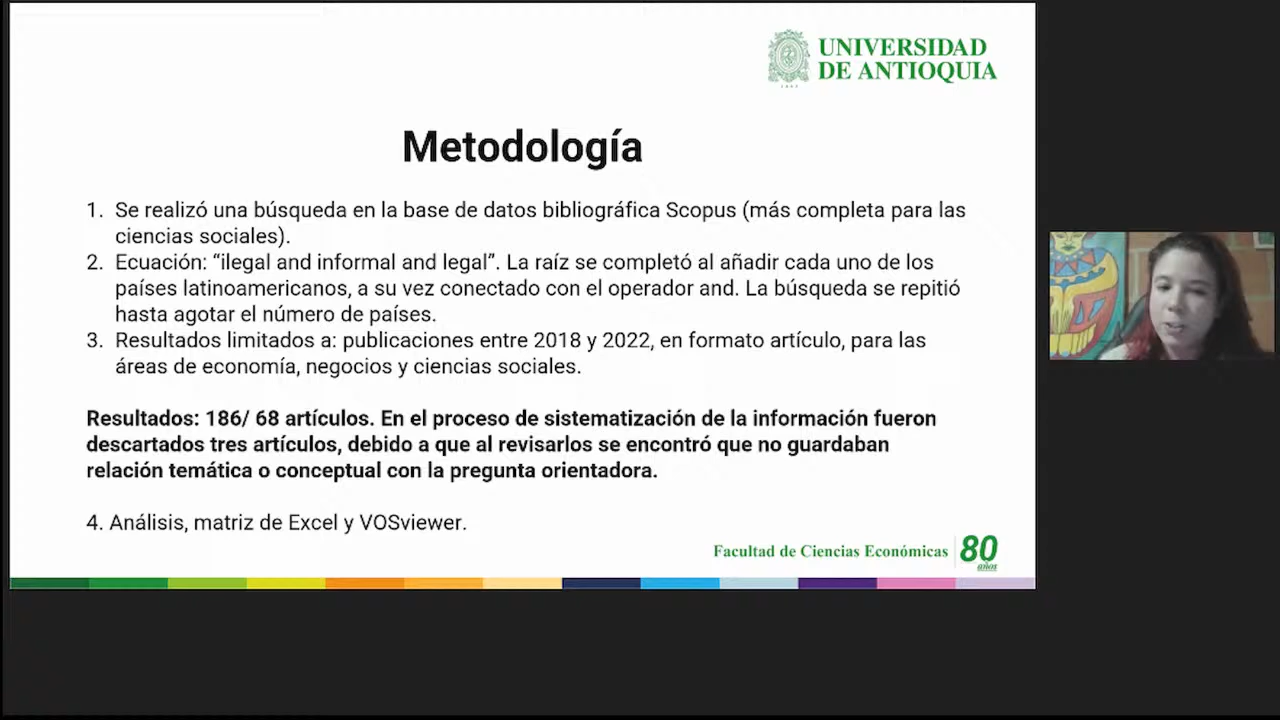 UNIVERSIDAD
DE ANTIOQUIA
Metodología
1. Se realizó una búsqueda en la base de datos bibliográfica Scopus (más completa para las
ciencias sociales).
2. Ecuación: “ilegal and informal and legal”. La raíz se completó al añadir cada uno de los
países latinoamericanos, a su vez conectado con el operador and. La búsqueda se repitió
hasta agotar el número de países.
3. Resultados limitados a: publicaciones entre 2018 y 2022, en formato artículo, para las
áreas de economía, negocios y ciencias sociales.
Resultados: 186/ 68 artículos. En el proceso de sistematización de la información fueron
descartados tres artículos, debido a que al revisarlos se encontró que no guardaban
relación temática o conceptual con la pregunta orientadora.
4. Análisis, matriz de Excel y VOSviewer.
Facultad de Ciencias Económicas 80
años